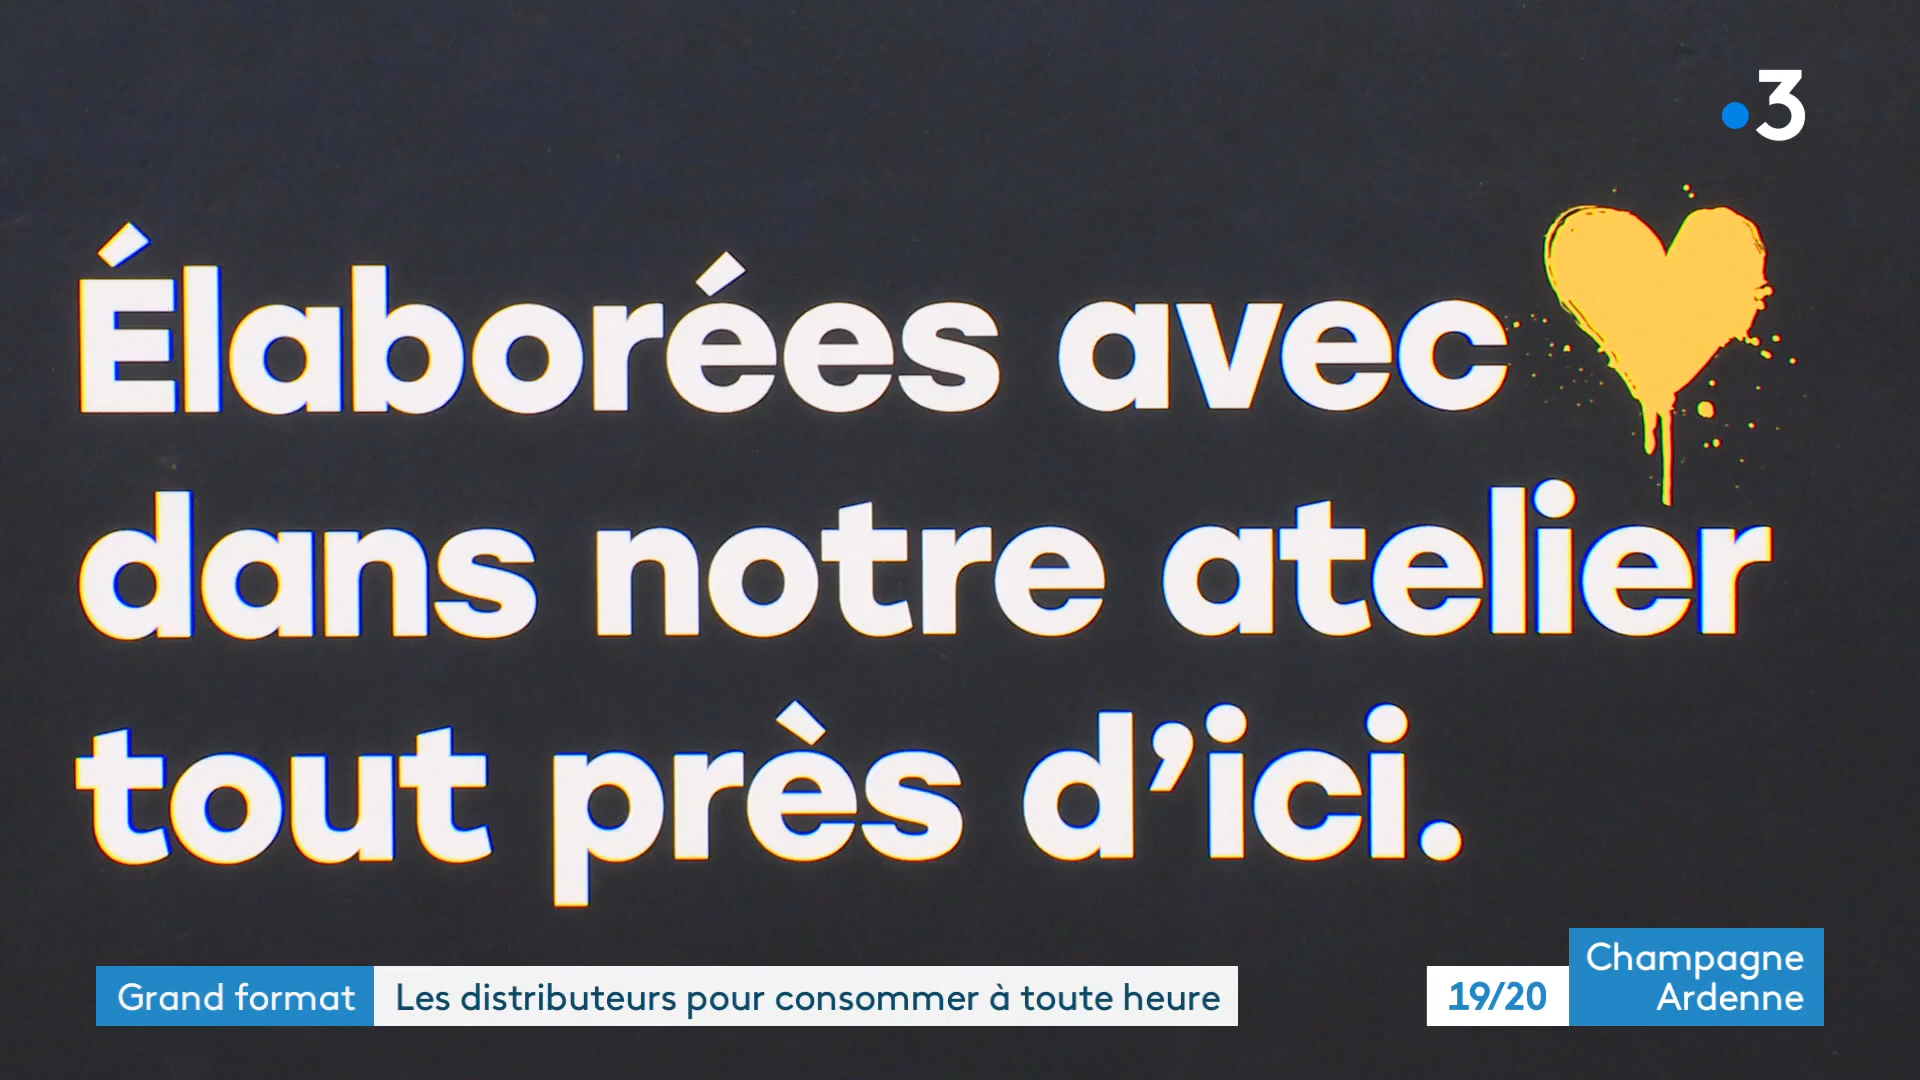 3
Élaborées avec
dans notre atelier
tout près d’ici.
Grand format
Les distributeurs pour consommer à toute heure
19/20
Champagne
Ardenne